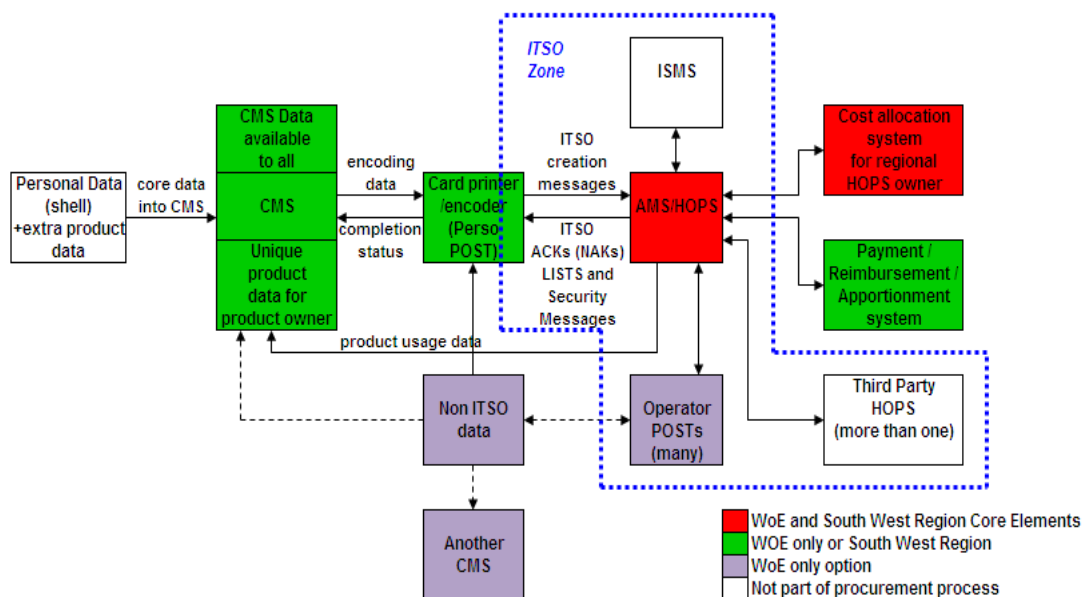 ITSO
Zone
ISMS
CMS Data
available
to all
Cost allocation
system
for regional
HOPS owner
ITSO
creation
messages
encoding
data
Personal Data
(shell)
+extra product
data
core data
into CMS
CMS
Card printer
/encoder
(Perso
POST)
AMS/HOPS
completion
status
ITSO
ACKs (NAKs)
LISTS and
Security
Messages
Unique
product
data for
product owner
Payment /
Reimbursement /
Apportionment
system
product usage data
Non ITSO
data
Operator
POSTs
(many)
Third Party
HOPS
(more than one)
Another
CMS
WoE and South West Region Core Elements
WOE only or South West Region
WoE only option
Not part of procurement process